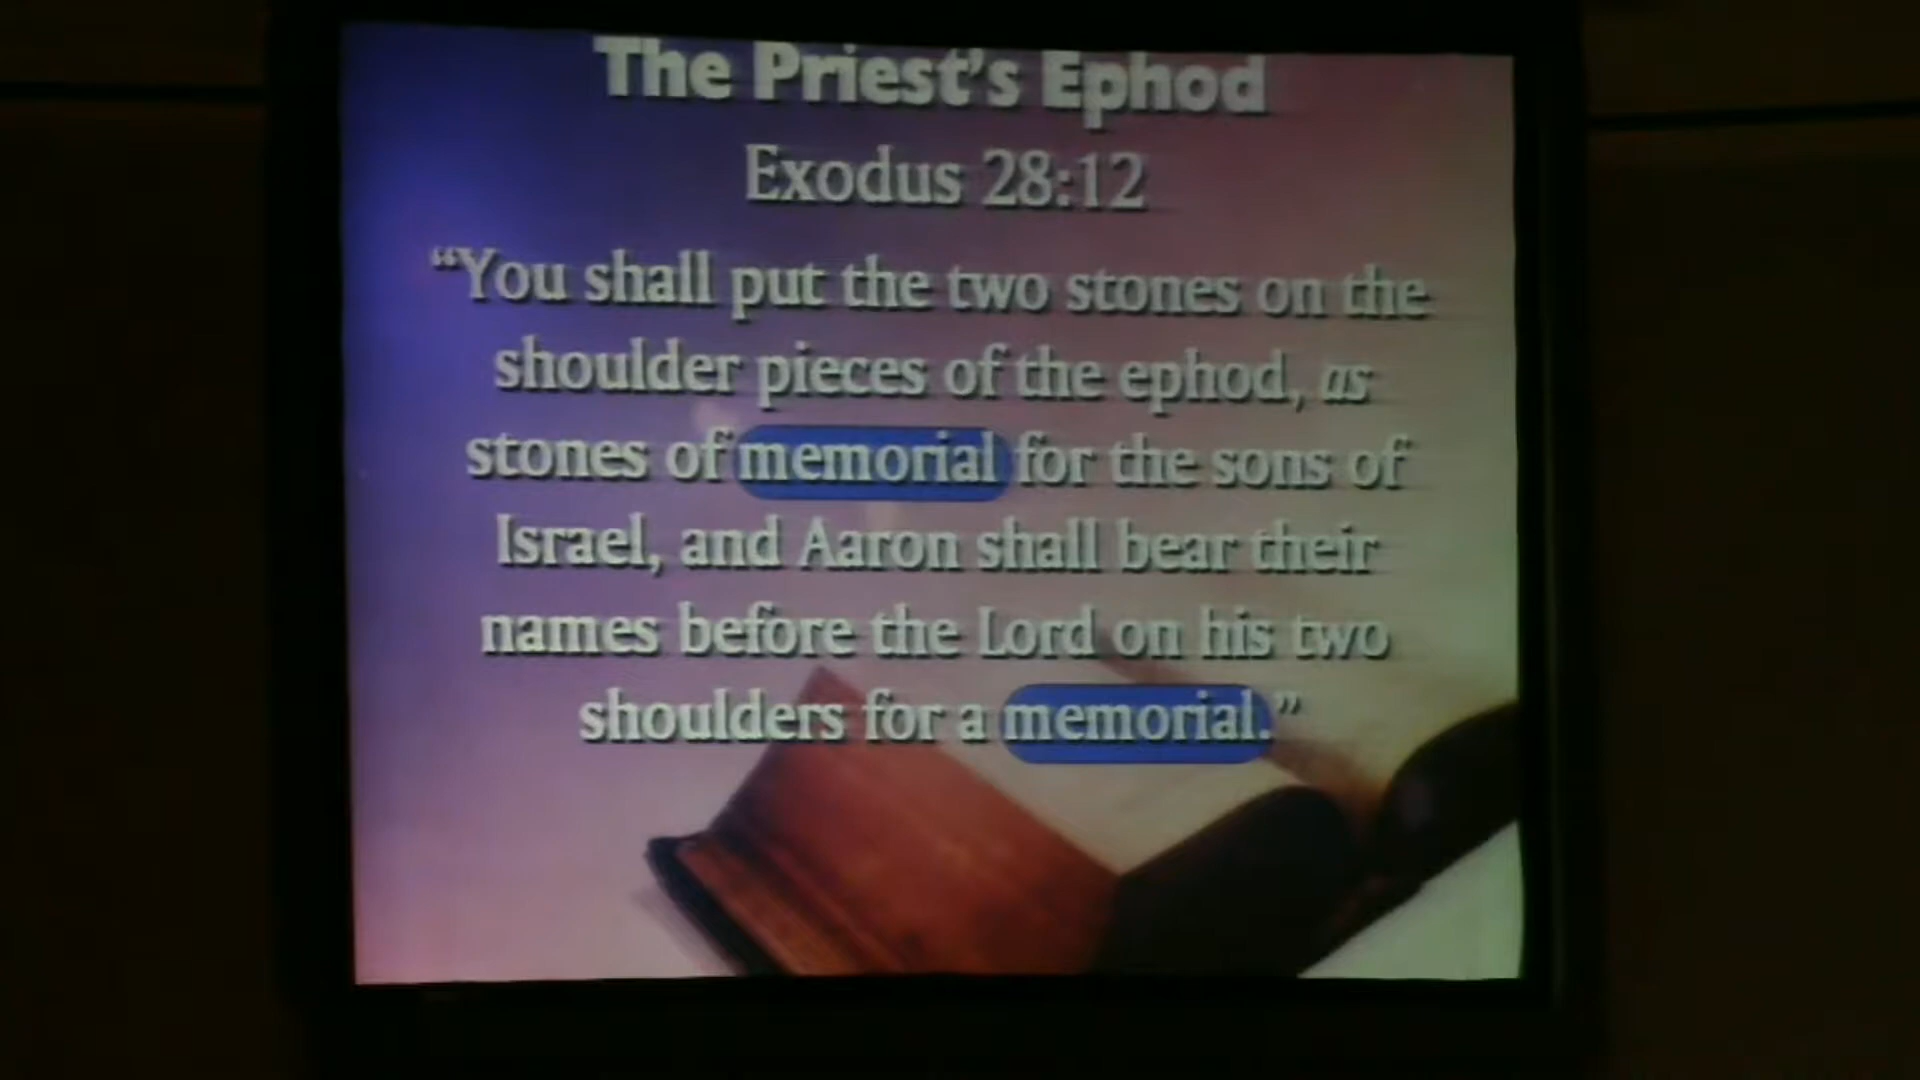 The Priest's Ephod
Exodus 28:12
“You shall put the two stones on the
shoulder pieces of the ephod, as
stones of memorial for the sons of
Israel, and Aaron shall bear their
names before the Lord on his two
shoulders for a memorial.”